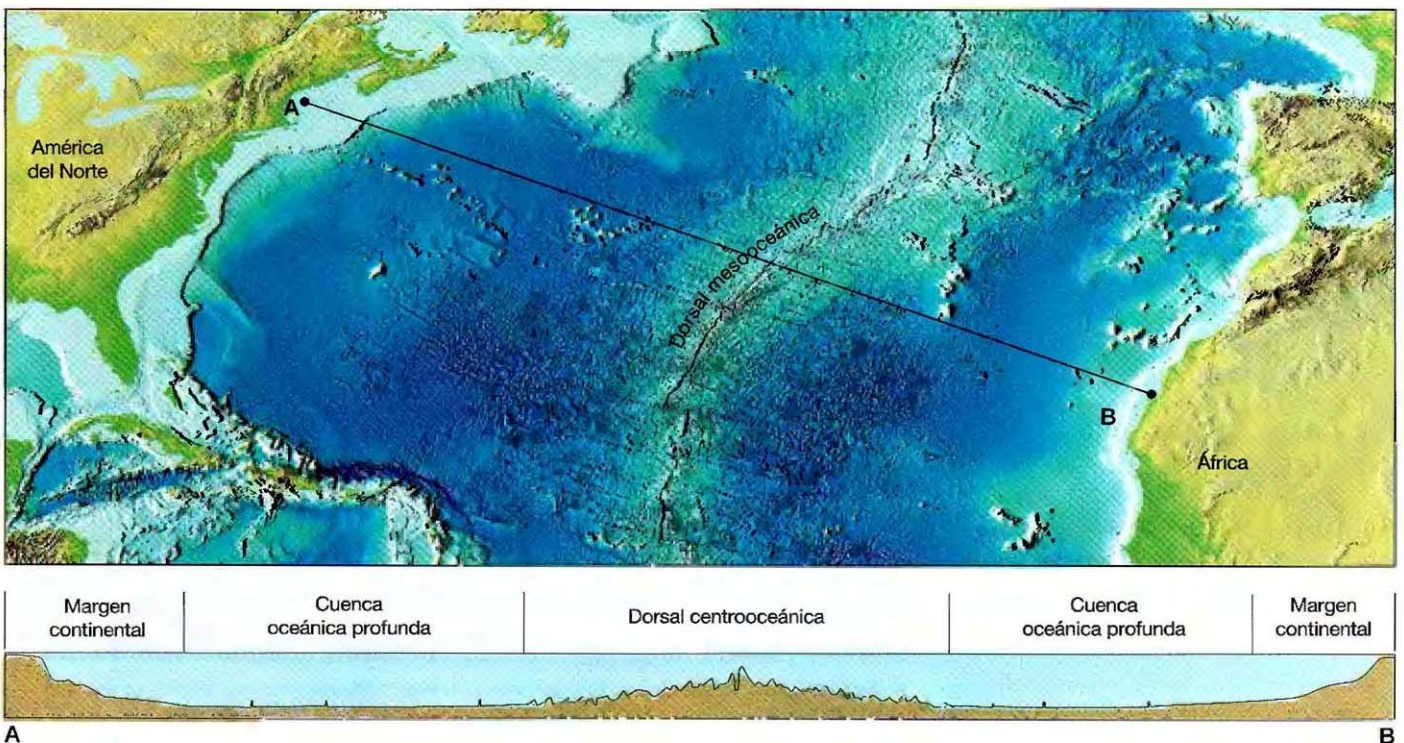 A
América
del Norte
Dorsal mesooceánica
B
África
Margen
continental
Cuenca
oceánica profunda
Dorsal centrooceánica
Cuenca
oceánica profunda
Margen
continental
A
B